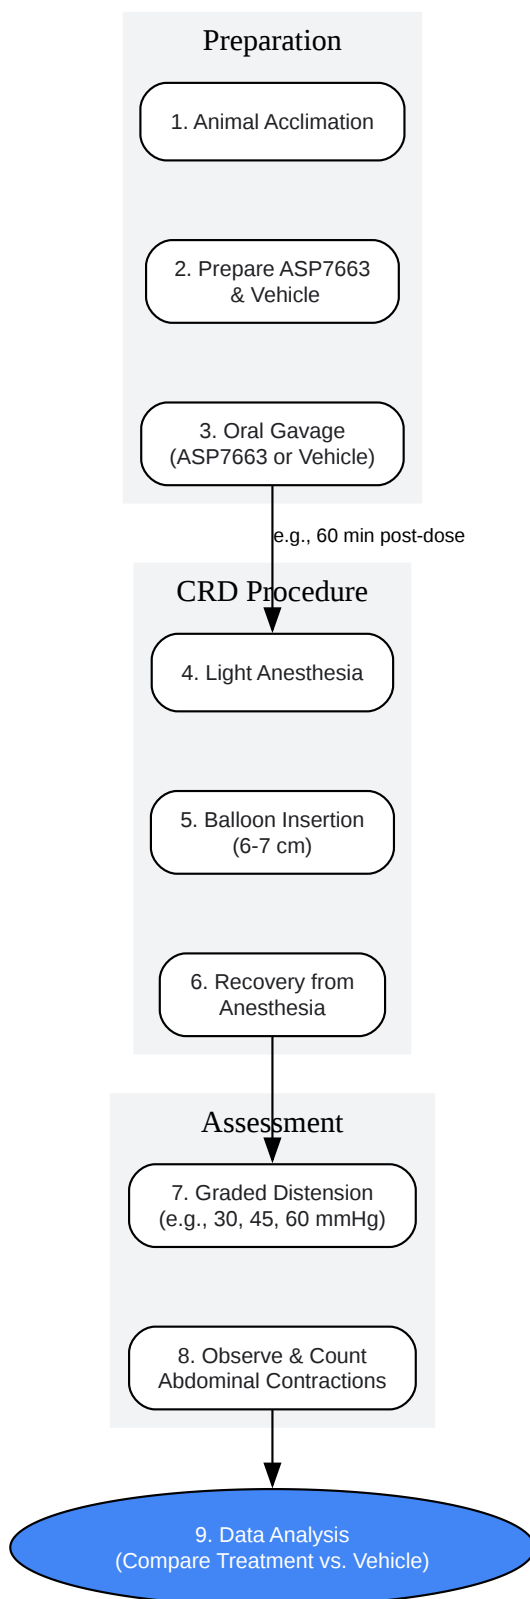 Preparation
1. Animal Acclimation
2. Prepare ASP7663
& Vehicle
3. Oral Gavage
(ASP7663 or Vehicle)
e.g., 60 min post-dose
CRD Procedure
4. Light Anesthesia
5. Balloon Insertion
(6-7 cm)
6. Recovery from
Anesthesia
Assessment
7. Graded Distension
(e.g., 30, 45, 60 mmHg)
8. Observe & Count
Abdominal Contractions
9. Data Analysis
(Compare Treatment vs. Vehicle)